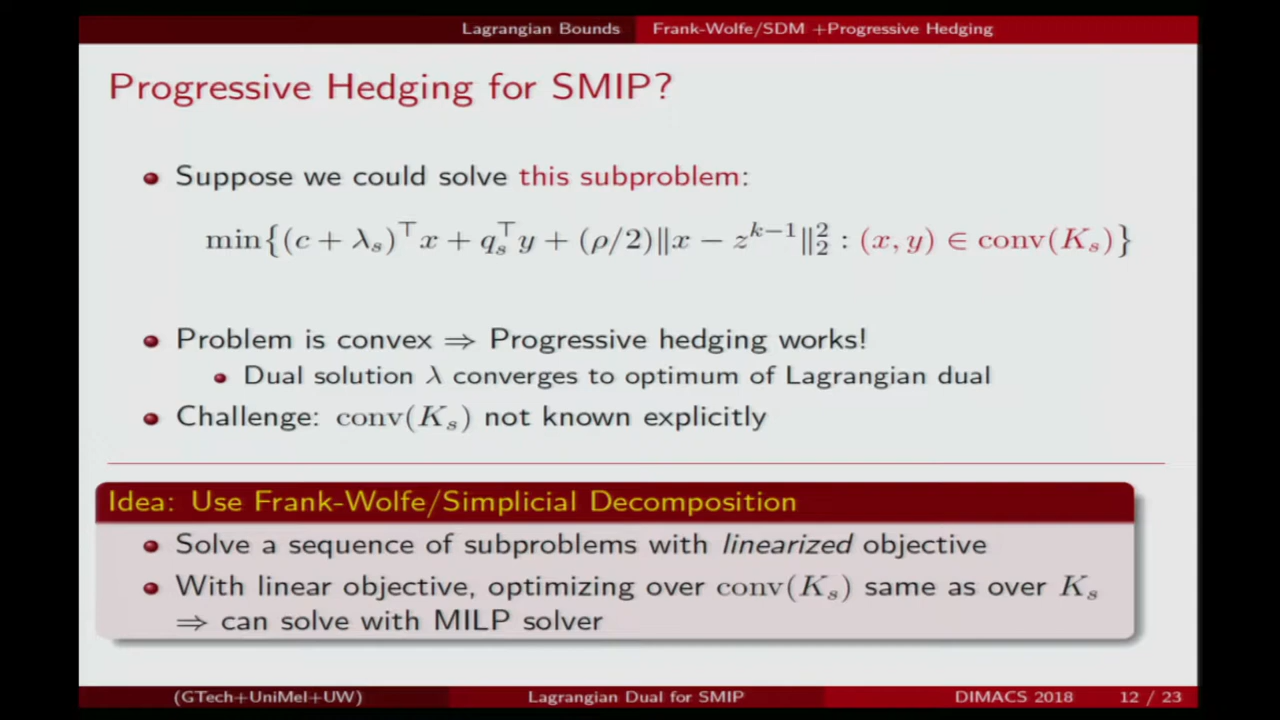 Lagrangian Bounds Frank-Wolfe/SDM +Progressive Hedging
Progressive Hedging for SMIP?
Suppose we could solve this subproblem:
min{(c + λ_s)^⊤ x + q_s^⊤ y + (ρ/2)‖x − z^{k−1}‖_2^2 : (x, y) ∈ conv(K_s)}
Problem is convex ⇒ Progressive hedging works!
Dual solution λ converges to optimum of Lagrangian dual
Challenge: conv(K_s) not known explicitly
Idea: Use Frank-Wolfe/Simplicial Decomposition
Solve a sequence of subproblems with linearized objective
With linear objective, optimizing over conv(K_s) same as over K_s
⇒ can solve with MILP solver
(GTech+UniMel+UW) Lagrangian Dual for SMIP DIMACS 2018 12 / 23